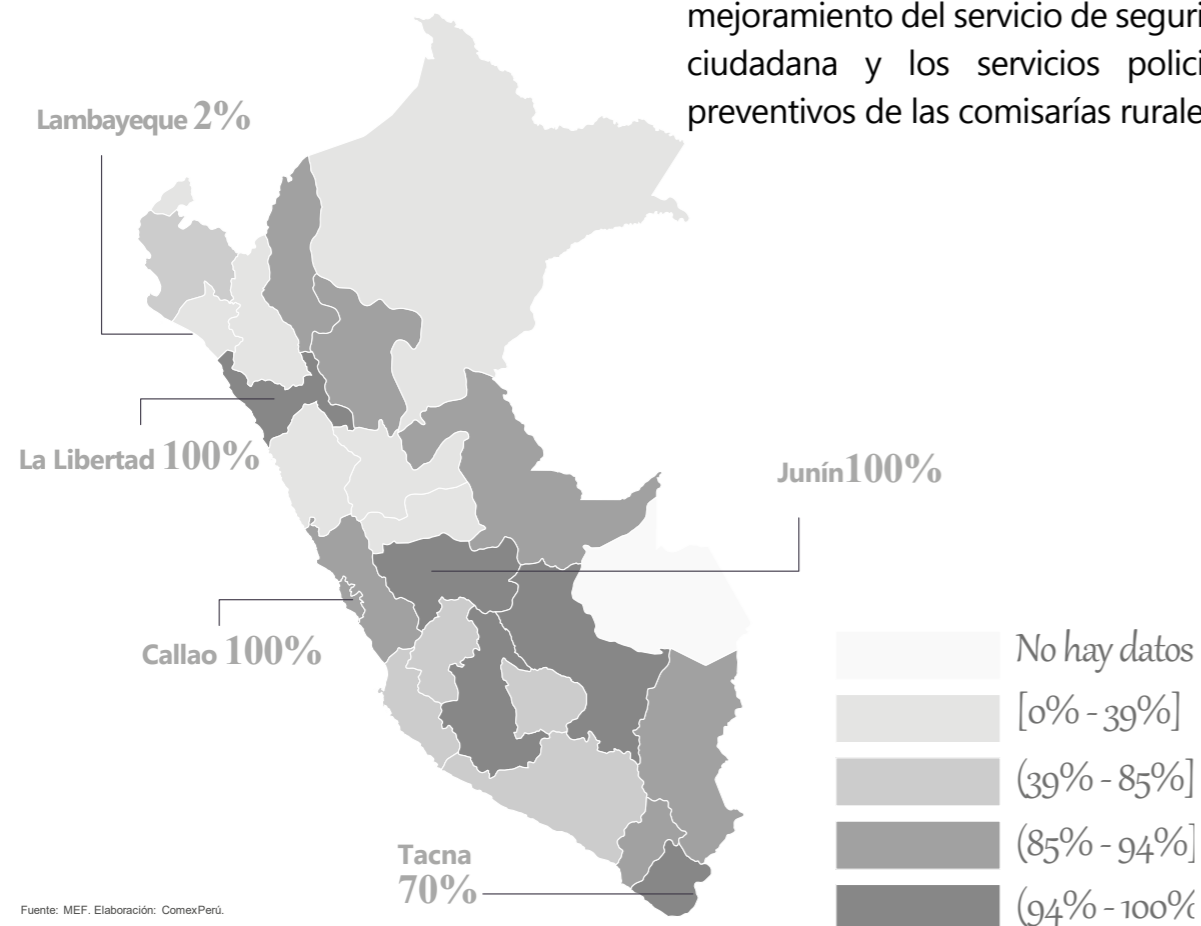 mejoramiento del servicio de seguri
ciudadana y los servicios polici
preventivos de las comisarías rurale
Lambayeque 2%
La Libertad 100%
Junín100%
Callao 100%
No hay datos
[0% - 39%]
(39% - 85%]
(85% - 94%]
(94% - 100%
Tacna
70%
Fuente: MEF. Elaboración: ComexPerú.